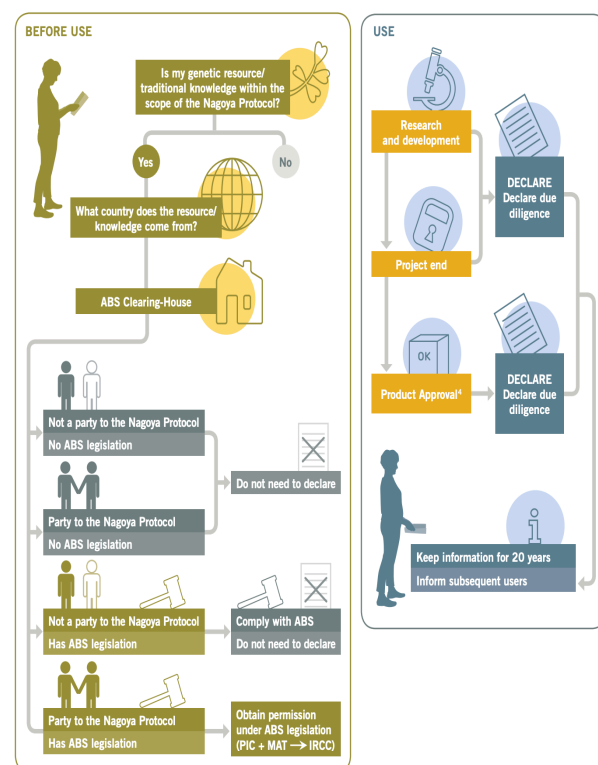 BEFORE USE
Is my genetic resource/
traditional knowledge within the
scope of the Nagoya Protocol?
Yes
No
What country does the resource/
knowledge come from?
ABS Clearing-House
Not a party to the Nagoya Protocol
No ABS legislation
Do not need to declare
Party to the Nagoya Protocol
No ABS legislation
Not a party to the Nagoya Protocol
Has ABS legislation
Comply with ABS
Do not need to declare
Party to the Nagoya Protocol
Has ABS legislation
Obtain permission
under ABS legislation
(PIC + MAT → IRCC)
USE
Research
and development
DECLARE
Declare due
diligence
Project end
OK
Product Approval⁴
DECLARE
Declare due
diligence
i
Keep information for 20 years
Inform subsequent users